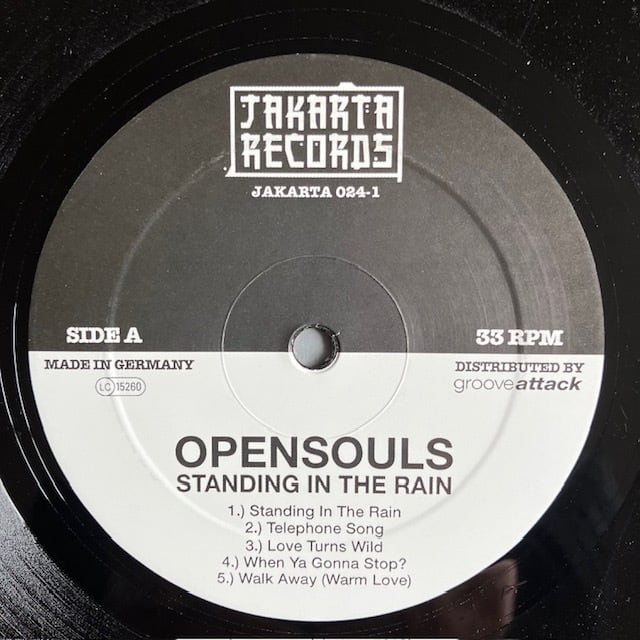 JAKARTA
RECORDS
JAKARTA 024-1
SIDE A
33 RPM
MADE IN GERMANY
LC 15260
DISTRIBUTED BY
grooveattack
OPENSOULS
STANDING IN THE RAIN
1.) Standing In The Rain
2.) Telephone Song
3.) Love Turns Wild
4.) When Ya Gonna Stop?
5.) Walk Away (Warm Love)